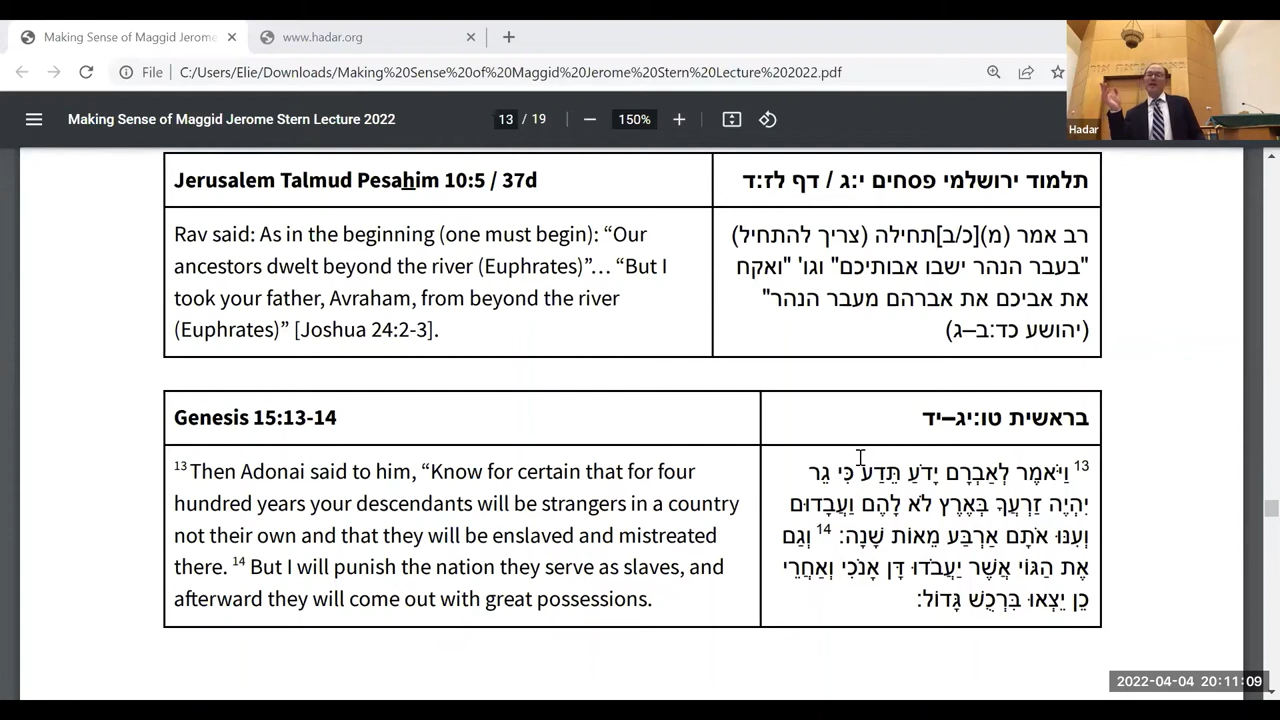 Making Sense of Maggid Jerome
www.hadar.org
File C:/Users/Elie/Downloads/Making%20Sense%20Of%20Maggid%20Jerome%20Stern%20Lecture%202022.pdf
Making Sense of Maggid Jerome Stern Lecture 2022
13 / 19
150%
Hadar
Jerusalem Talmud Pesahim 10:5 / 37d
תלמוד ירושלמי פסחים י:ג / דף לז:ד
Rav said: As in the beginning (one must begin): “Our
ancestors dwelt beyond the river (Euphrates)”… “But I
took your father, Avraham, from beyond the river
(Euphrates)” [Joshua 24:2-3].
רב אמר (מ)[כ/ב]תחילה (צריך להתחיל)
"בעבר הנהר ישבו אבותיכם" וגו' "ואקח
את אביכם את אברהם מעבר הנהר"
(יהושע כד:ב–ג)
Genesis 15:13-14
בראשית טו:יג–יד
13 Then Adonai said to him, “Know for certain that for four
hundred years your descendants will be strangers in a country
not their own and that they will be enslaved and mistreated
there. 14 But I will punish the nation they serve as slaves, and
afterward they will come out with great possessions.
13 וַיֹּאמֶר לְאַבְרָם יָדֹעַ תֵּדַע כִּי גֵר
יִהְיֶה זַרְעֲךָ בְּאֶרֶץ לֹא לָהֶם וַעֲבָדוּם
וְעִנּוּ אֹתָם אַרְבַּע מֵאוֹת שָׁנָה: 14 וְגַם
אֶת הַגּוֹי אֲשֶׁר יַעֲבֹדוּ דָּן אָנֹכִי וְאַחֲרֵי
כֵן יֵצְאוּ בִּרְכֻשׁ גָּדוֹל:
2022-04-04 20:11:09